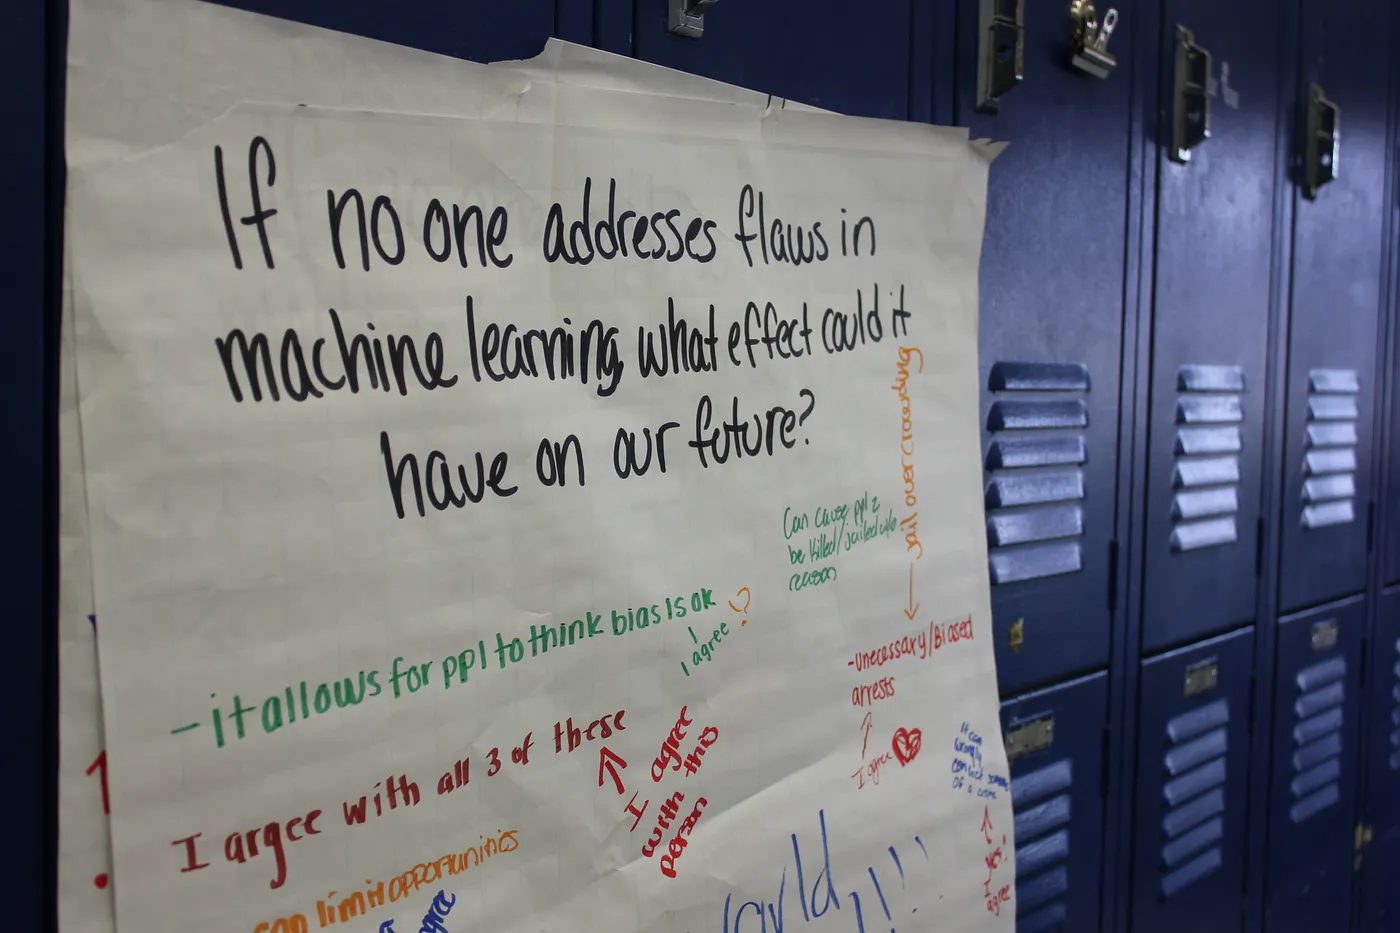 If no one addresses flaws in
machine learning, what effect could it
have on our future?
jail overcrowding
Can cause ppl 2
be killed/jailed w/o
reason
- it allows for ppl to think bias is ok
?
I agree
-unecessary/Biased
arrests
I agree
I argee with all 3 of these
I agree
with this
person
It can
wrongly
of a crime
yes!
I agree
can limit opportunities
agree
world